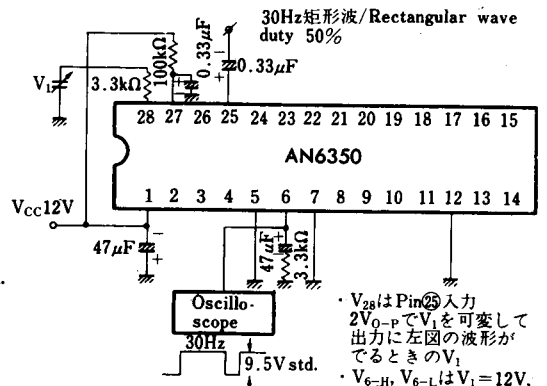 30Hz矩形波/Rectangular wave
duty 50%
0.33μF
0.33μF
100kΩ
V₁
3.3kΩ
28 27 26 25 24 23 22 21 20 19 18 17 16 15
AN6350
1 2 3 4 5 6 7 8 9 10 11 12 13 14
Vcc12V
47μF
47μF
3.3kΩ
Oscillo-
scope
30Hz
9.5V std.
・V₂₈はPin㉕入力
2V₀₋PでV₁を可変して
出力に左図の波形が
でるときのV₁
・V₆₋H, V₆₋LはV₁=12V,